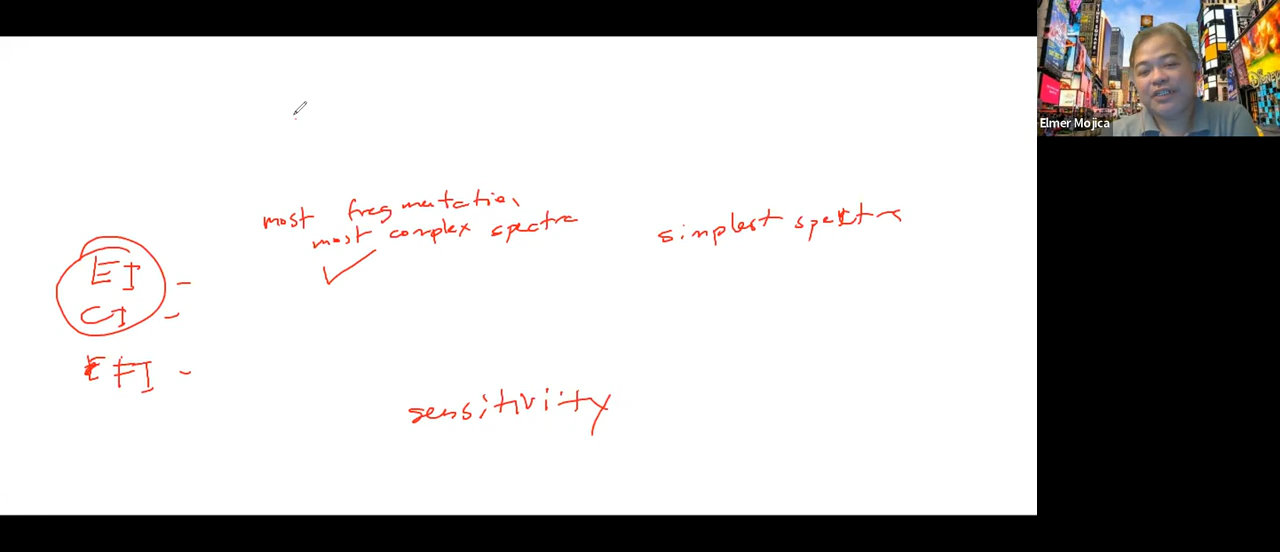 Elmer Mojica
most fragmentation,
most complex spectra
simplest spectra
EI -
CI -
FI -
sensitivity